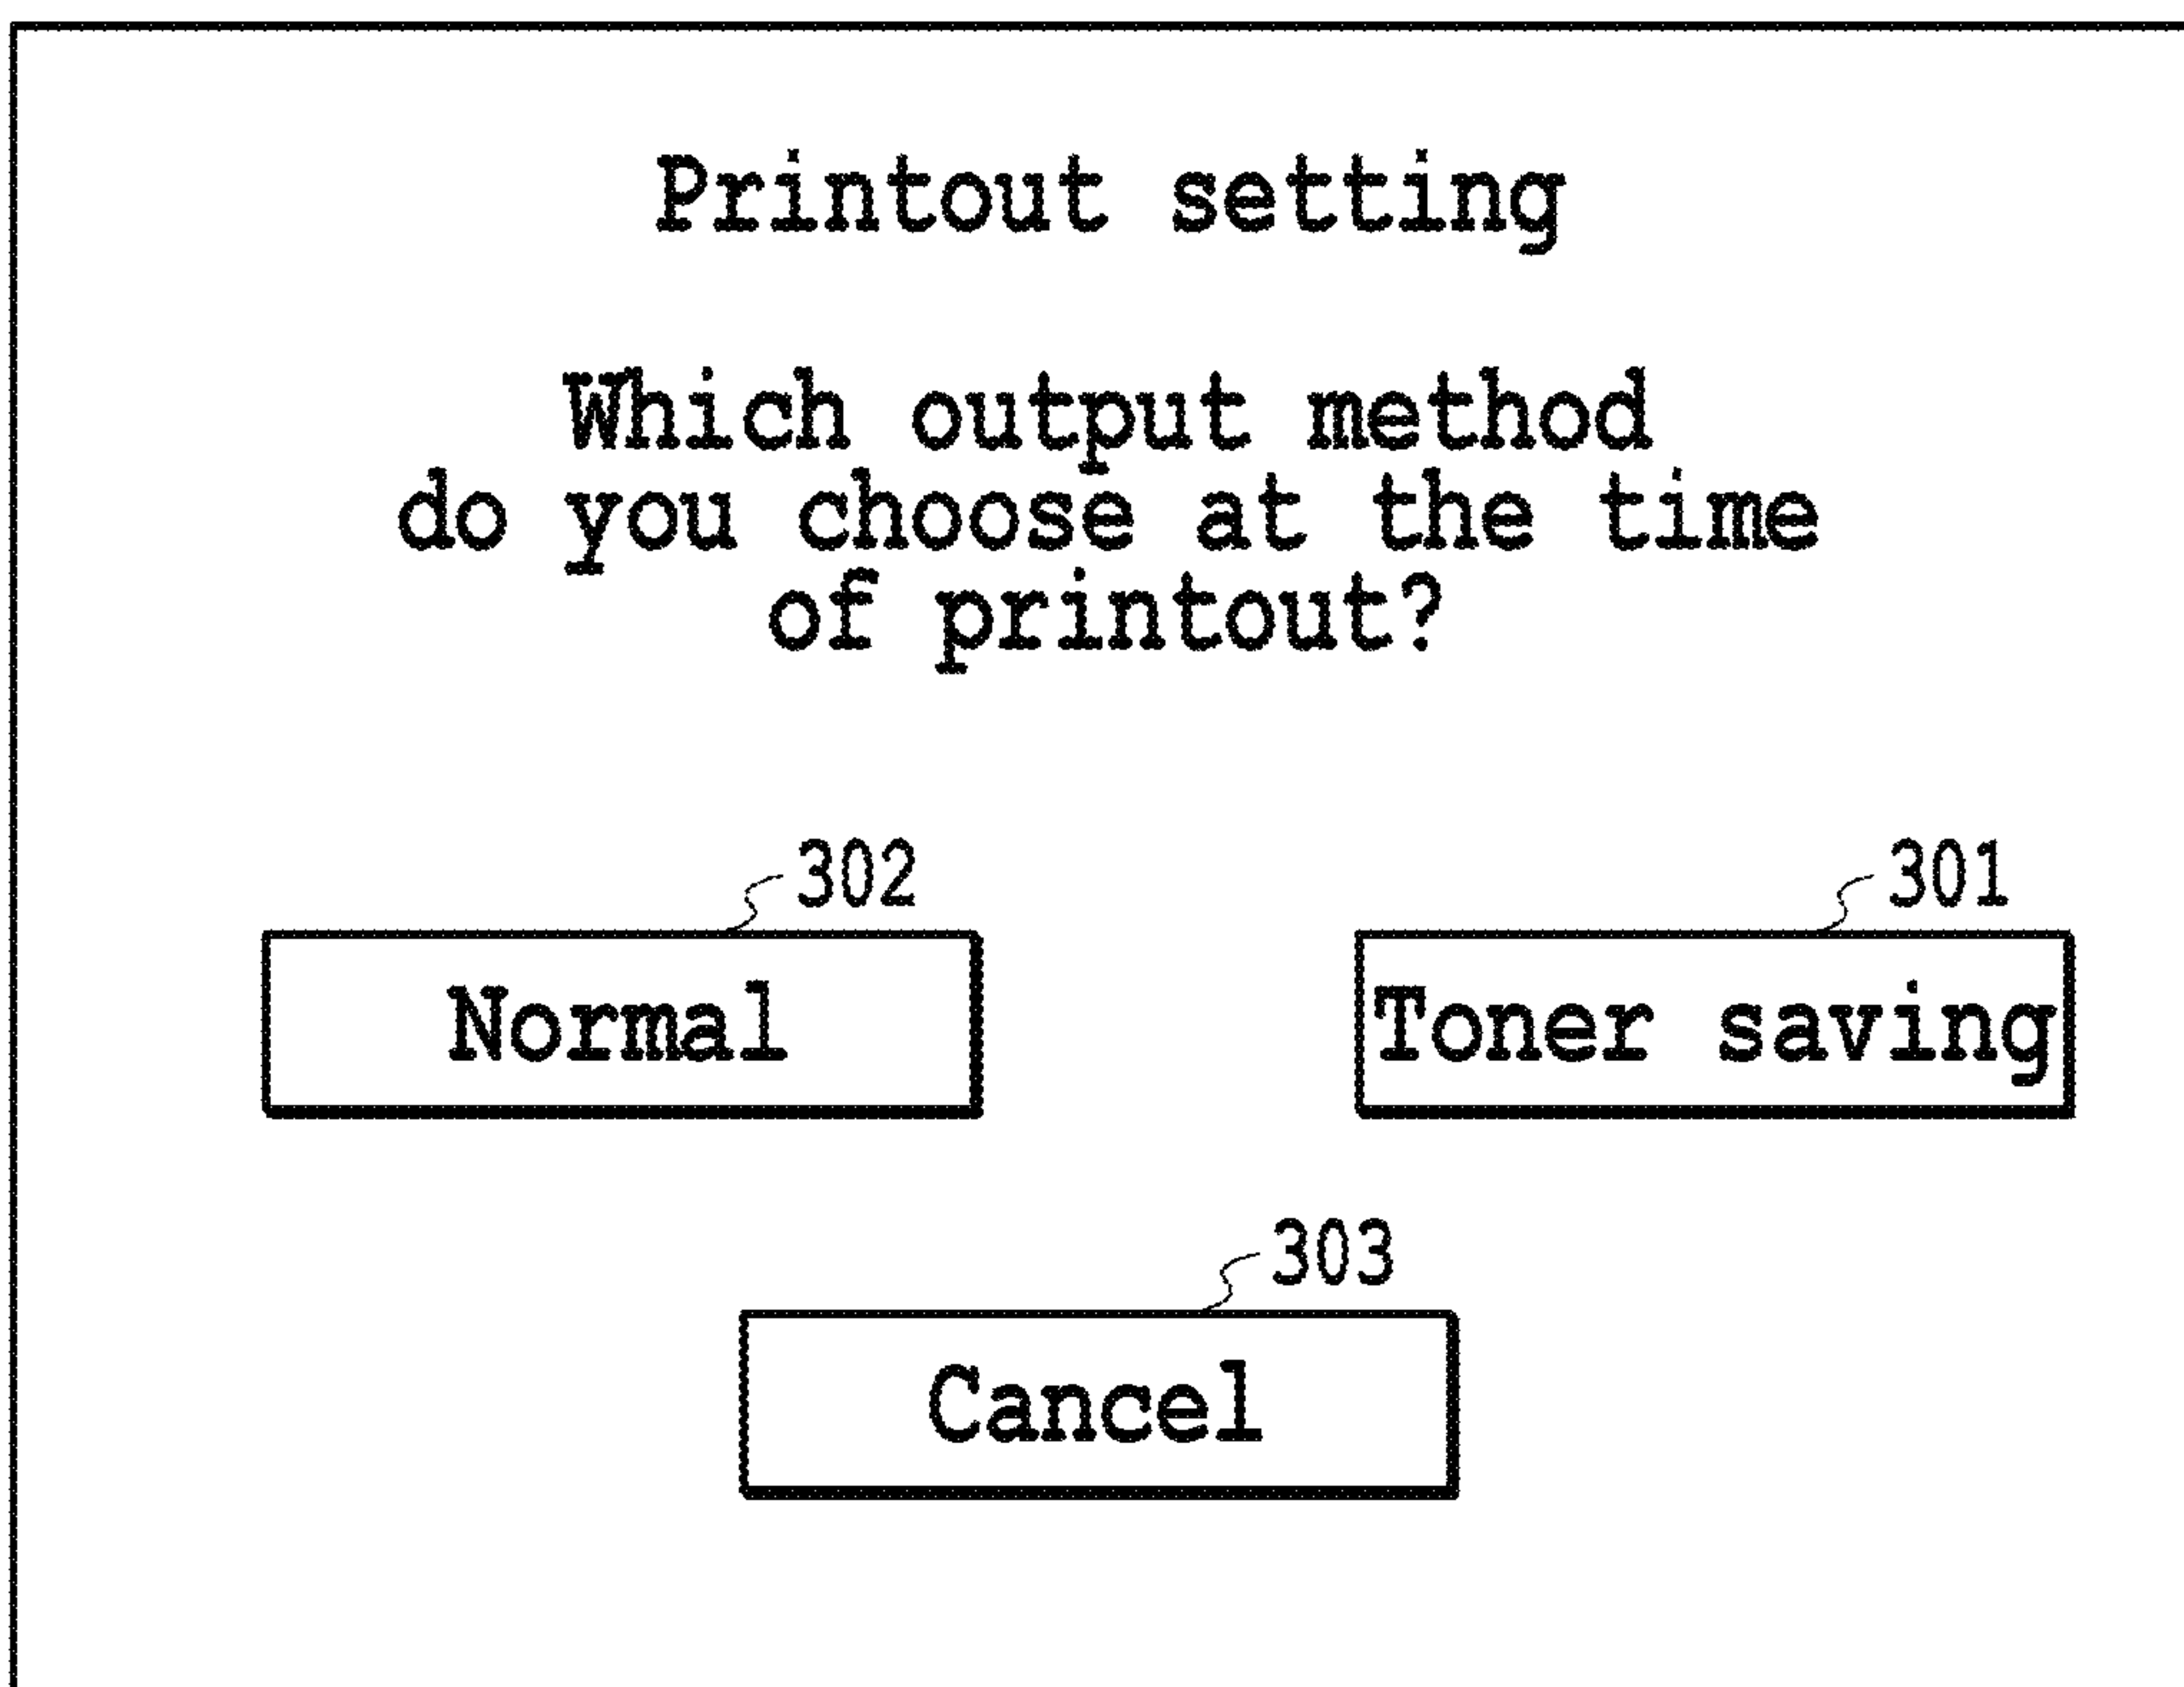 Printout setting
Which output method
do you choose at the time
of printout?
302
301
Normal
Toner saving
303
Cancel